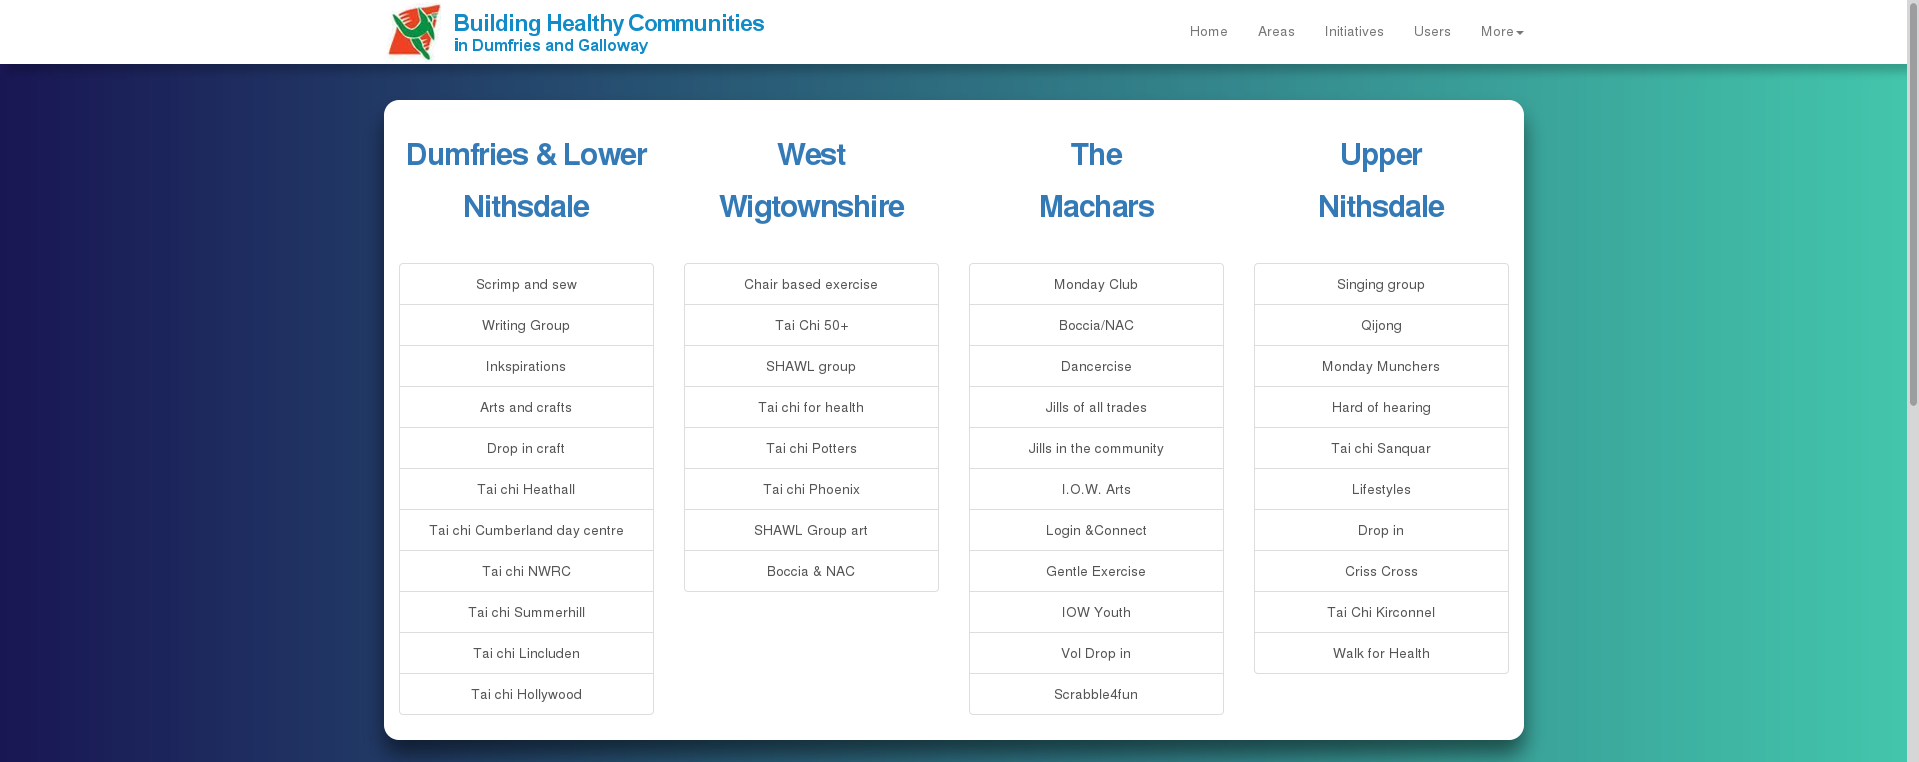 Building Healthy Communities
in Dumfries and Galloway
Home Areas Initiatives Users More
Dumfries & Lower
Nithsdale
Scrimp and sew
Writing Group
Inkspirations
Arts and crafts
Drop in craft
Tai chi Heathall
Tai chi Cumberland day centre
Tai chi NWRC
Tai chi Summerhill
Tai chi Lincluden
Tai chi Hollywood
West
Wigtownshire
Chair based exercise
Tai Chi 50+
SHAWL group
Tai chi for health
Tai chi Potters
Tai chi Phoenix
SHAWL Group art
Boccia & NAC
The
Machars
Monday Club
Boccia/NAC
Dancercise
Jills of all trades
Jills in the community
I.O.W. Arts
Login &Connect
Gentle Exercise
IOW Youth
Vol Drop in
Scrabble4fun
Upper
Nithsdale
Singing group
Qijong
Monday Munchers
Hard of hearing
Tai chi Sanquar
Lifestyles
Drop in
Criss Cross
Tai Chi Kirconnel
Walk for Health